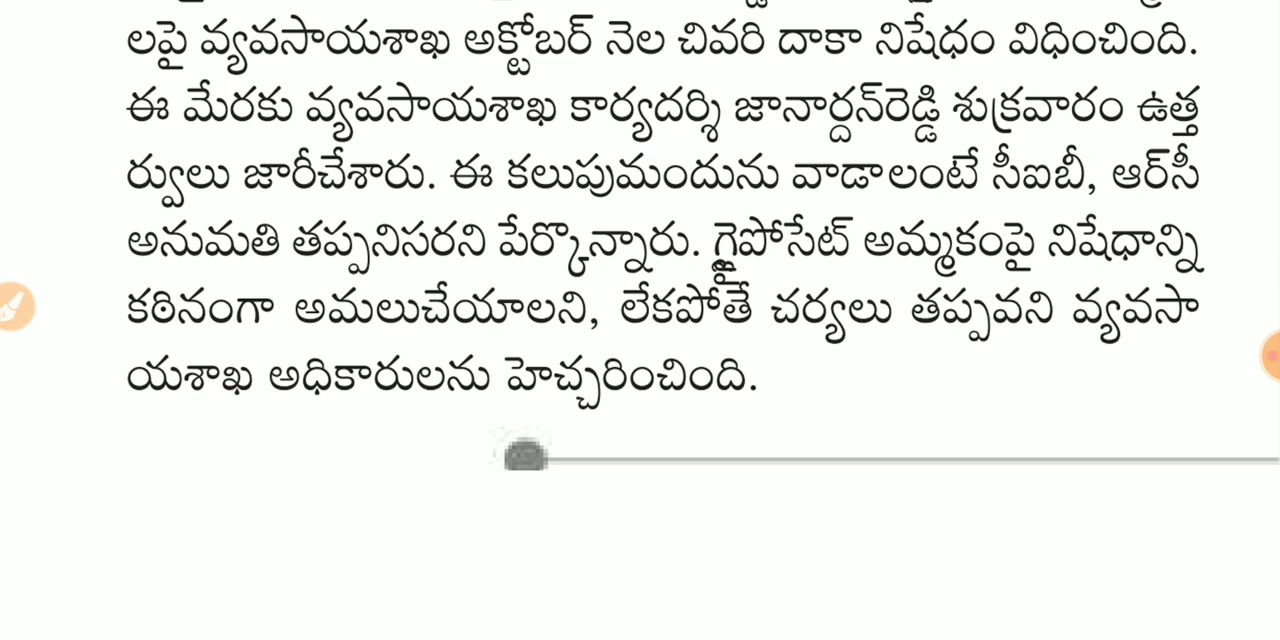 లపై వ్యవసాయశాఖ అక్టోబర్ నెల చివరి దాకా నిషేధం విధించింది.
ఈ మేరకు వ్యవసాయశాఖ కార్యదర్శి జానార్దన్‌రెడ్డి శుక్రవారం ఉత్త
ర్వులు జారీచేశారు. ఈ కలుపుమందును వాడాలంటే సీఐబీ, ఆర్‌సీ
అనుమతి తప్పనిసరని పేర్కొన్నారు. గ్లైపోసేట్ అమ్మకంపై నిషేధాన్ని
కఠినంగా అమలుచేయాలని, లేకపోతే చర్యలు తప్పవని వ్యవసా
యశాఖ అధికారులను హెచ్చరించింది.